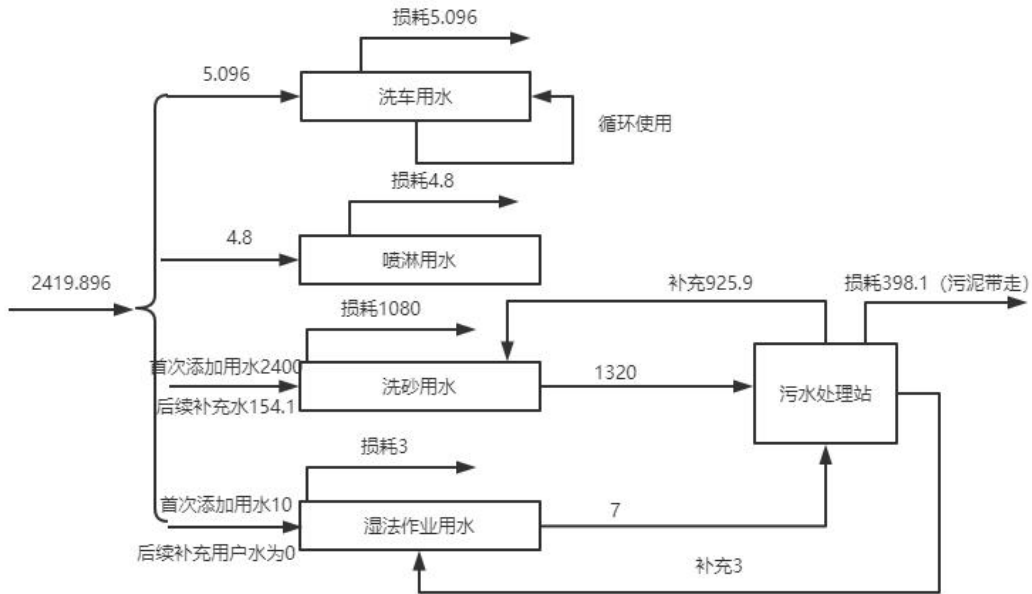 损耗5.096
5.096
洗车用水
循环使用
损耗4.8
4.8
喷淋用水
2419.896
补充925.9
损耗398.1（污泥带走）
损耗1080
首次添加用水2400
洗砂用水
1320
污水处理站
后续补充水154.1
损耗3
首次添加用水10
湿法作业用水
7
后续补充用户水为0
补充3